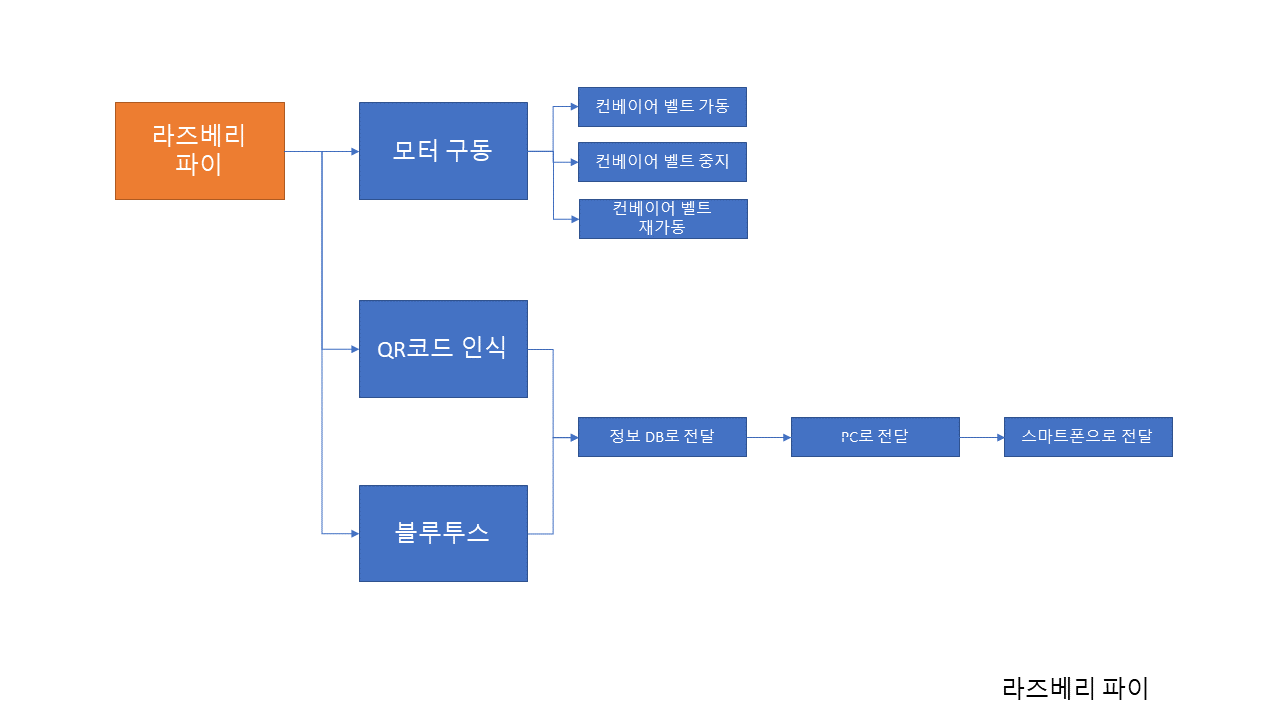 라즈베리
파이
모터 구동
컨베이어 벨트 가동
컨베이어 벨트 중지
컨베이어 벨트
재가동
QR코드 인식
정보 DB로 전달
PC로 전달
스마트폰으로 전달
블루투스
라즈베리 파이